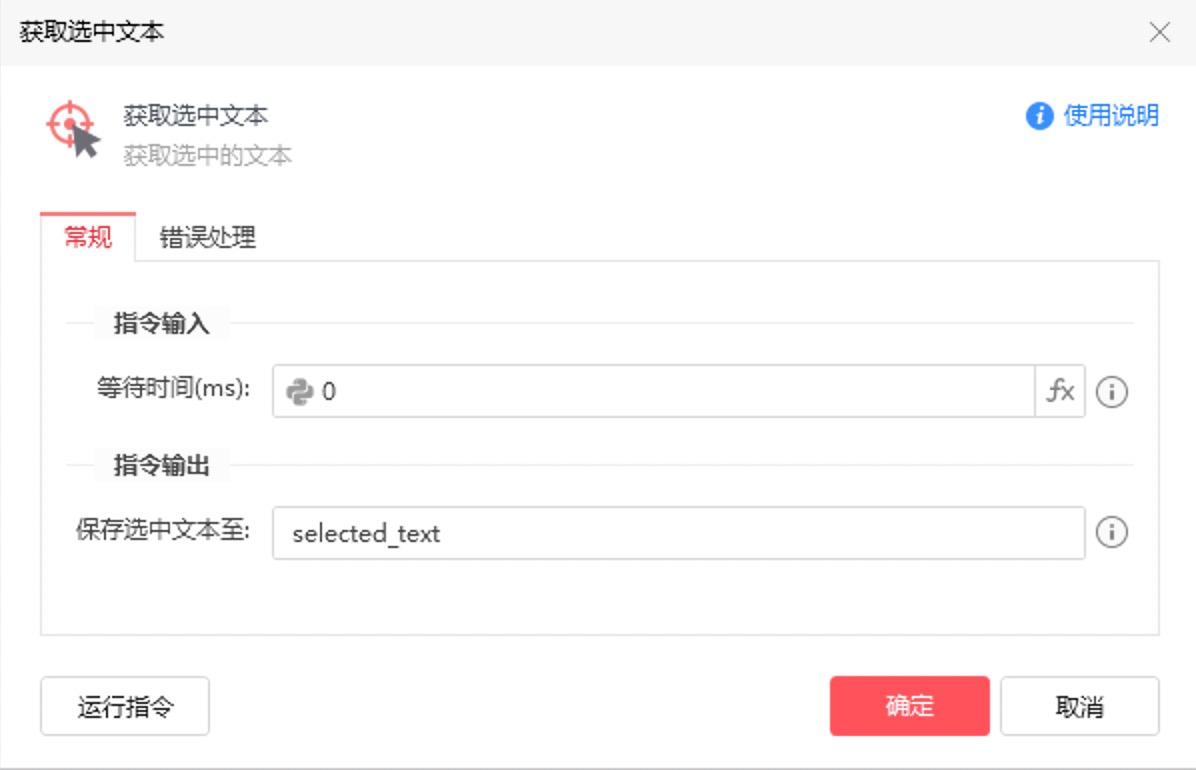 获取选中文本
获取选中文本
使用说明
获取选中的文本
常规 错误处理
指令输入
等待时间(ms): 0 fx
指令输出
保存选中文本至: selected_text
运行指令 确定 取消